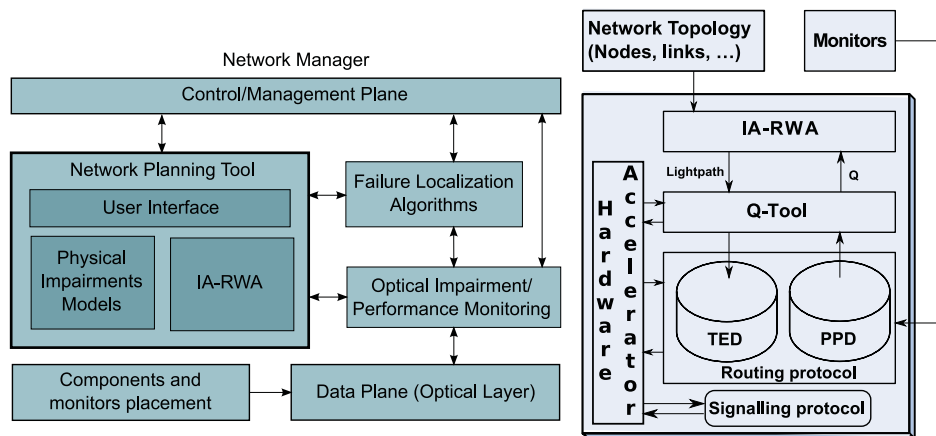 Network Manager
Control/Management Plane
Network Planning Tool
User Interface
Physical
Impairments
Models
IA-RWA
Failure Localization
Algorithms
Optical Impairment/
Performance Monitoring
Components and
monitors placement
Data Plane (Optical Layer)
Network Topology
(Nodes, links, ...)
Monitors
IA-RWA
Lightpath
Q
Q-Tool
Hardware
Accelerator
TED
PPD
Routing protocol
Signalling protocol